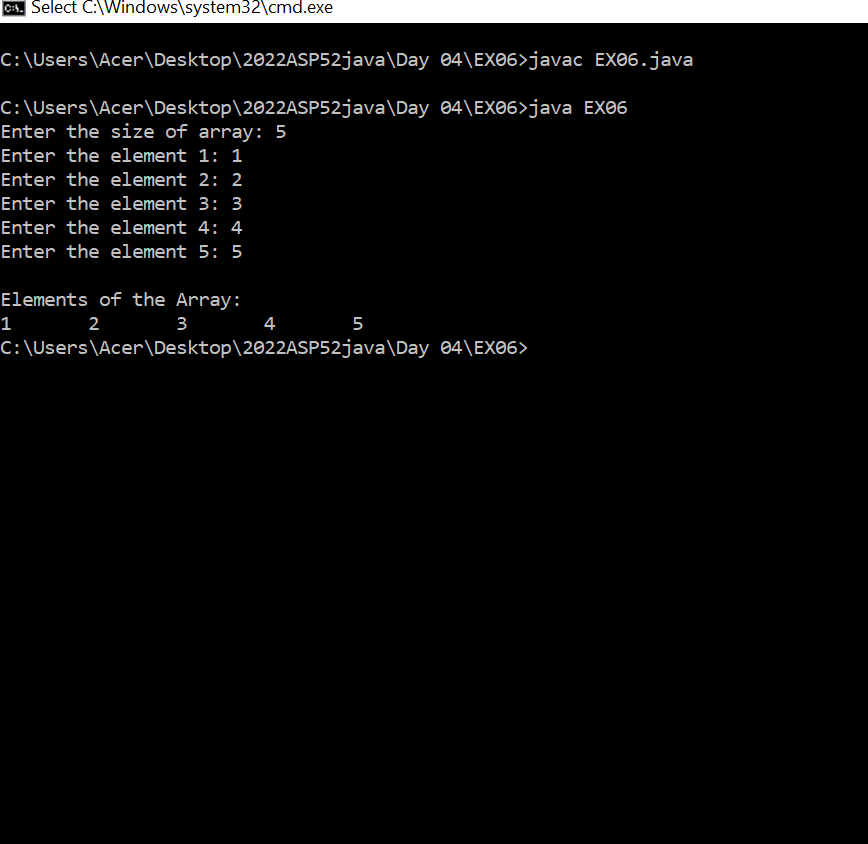 Select C:\Windows\system32\cmd.exe
C:\Users\Acer\Desktop\2022ASP52java\Day 04\EX06>javac EX06.java
C:\Users\Acer\Desktop\2022ASP52java\Day 04\EX06>java EX06
Enter the size of array: 5
Enter the element 1: 1
Enter the element 2: 2
Enter the element 3: 3
Enter the element 4: 4
Enter the element 5: 5
Elements of the Array:
1       2       3       4       5
C:\Users\Acer\Desktop\2022ASP52java\Day 04\EX06>